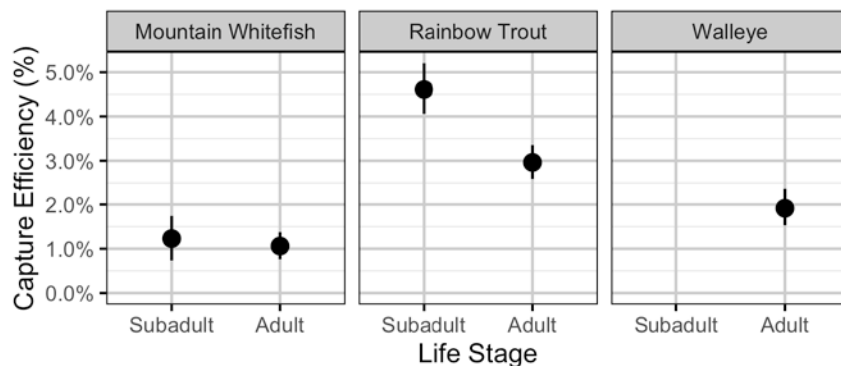 Mountain Whitefish
Rainbow Trout
Walleye
Capture Efficiency (%)
5.0%
4.0%
3.0%
2.0%
1.0%
0.0%
Subadult Adult
Subadult Adult
Subadult Adult
Life Stage